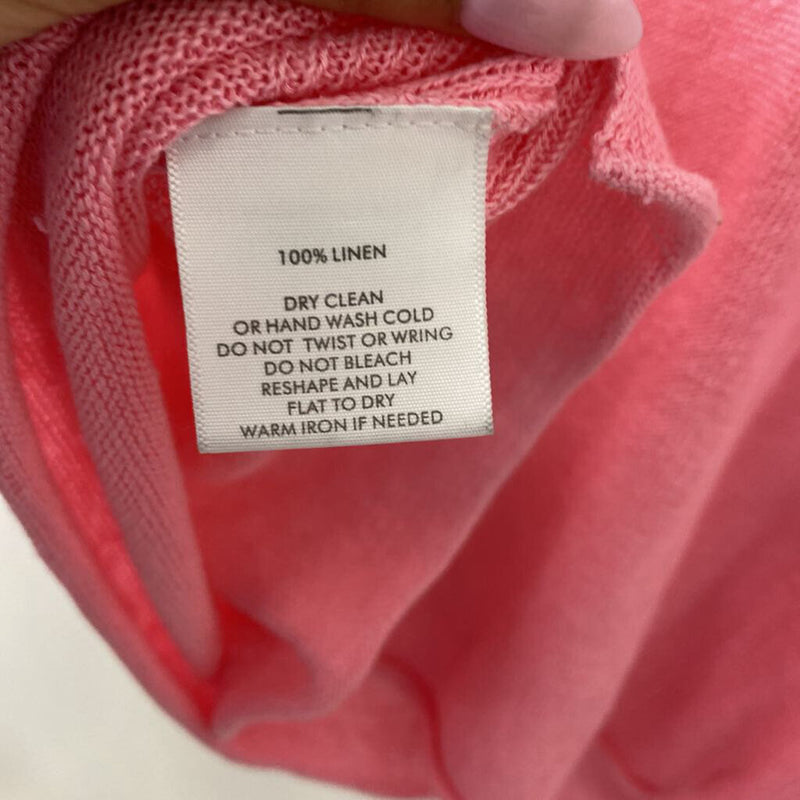 100% LINEN
DRY CLEAN
OR HAND WASH COLD
DO NOT TWIST OR WRING
DO NOT BLEACH
RESHAPE AND LAY
FLAT TO DRY
WARM IRON IF NEEDED